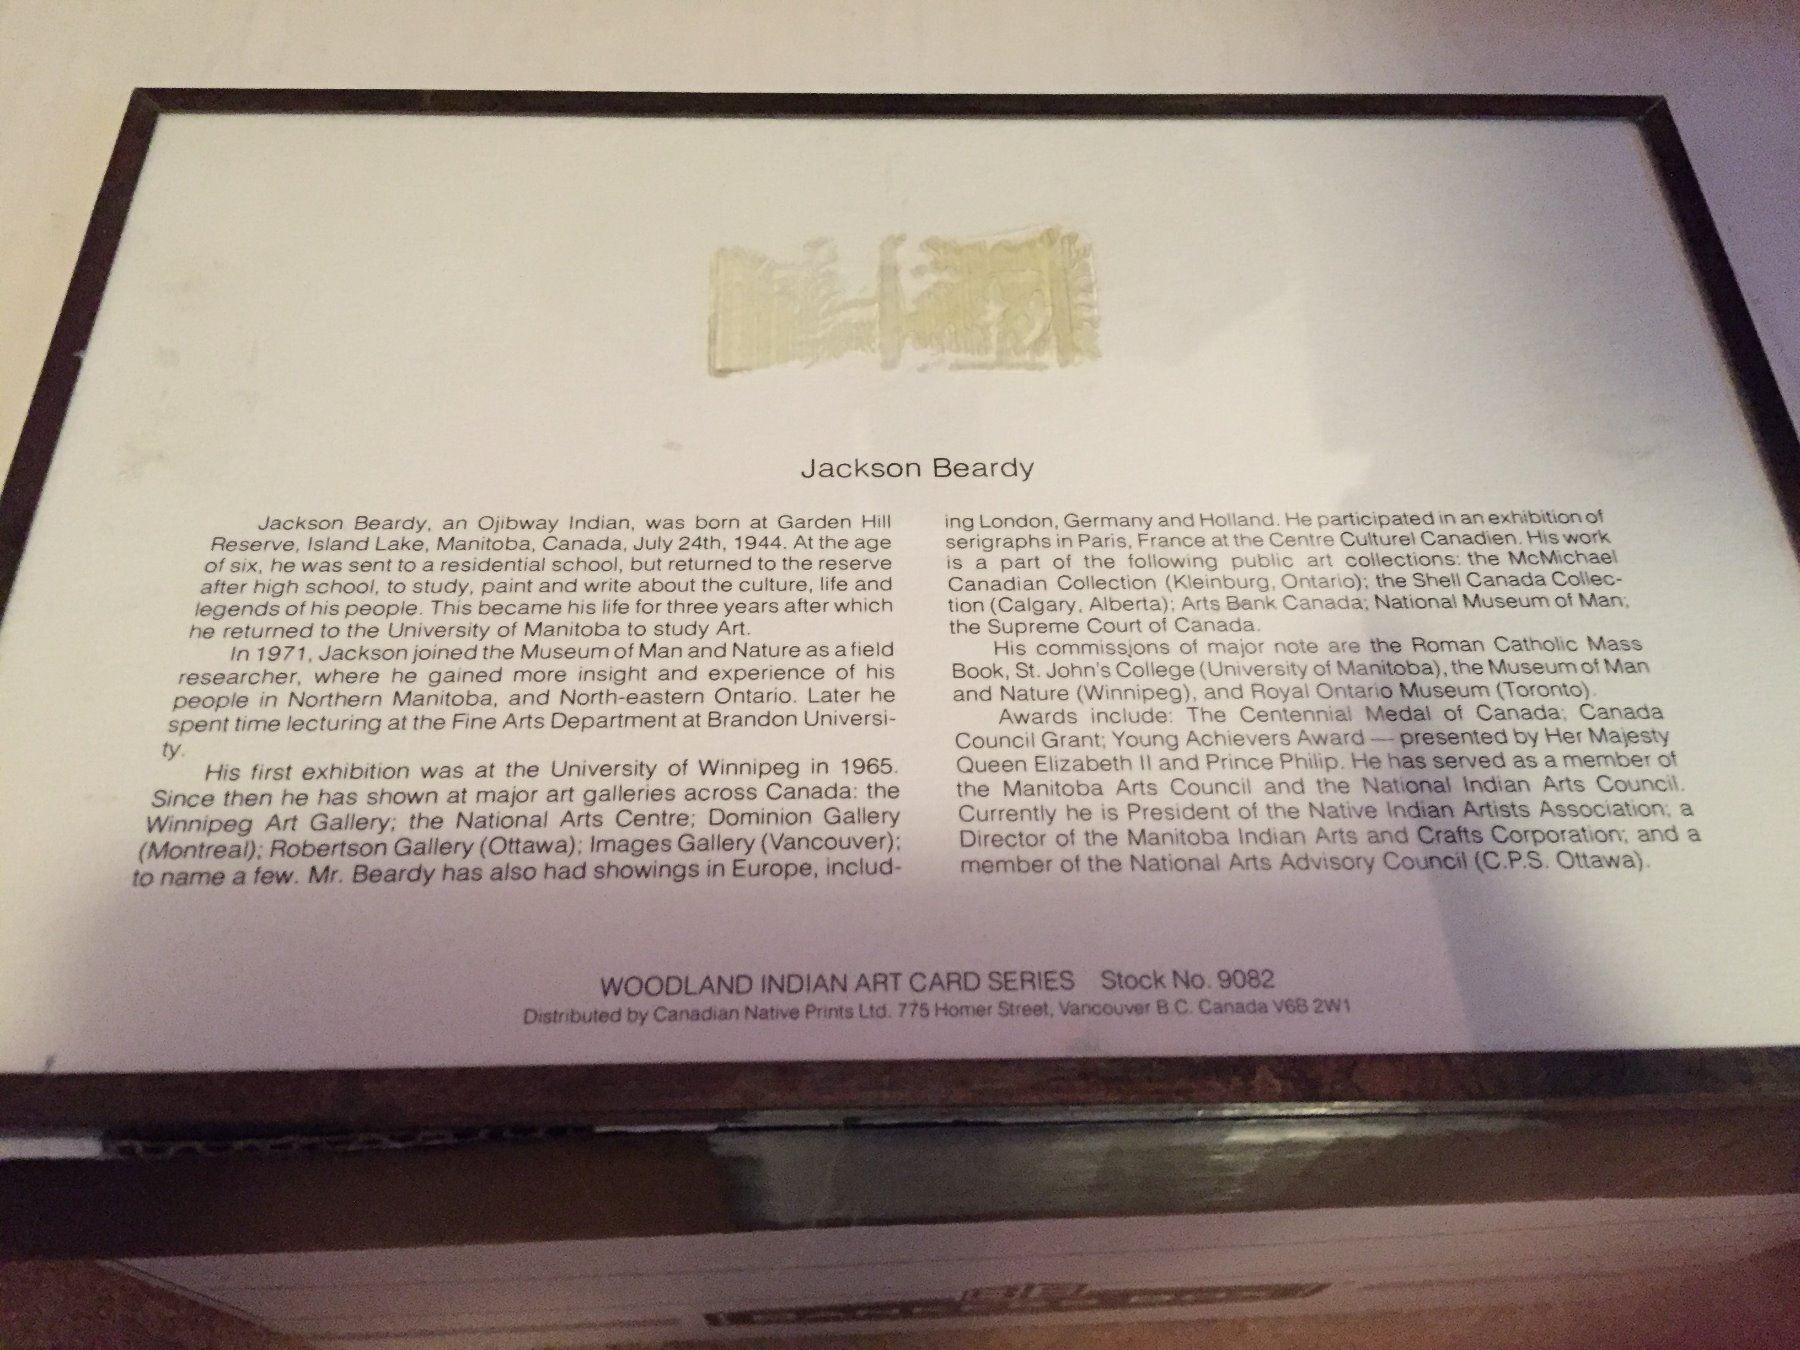 Jackson Beardy
Jackson Beardy, an Ojibway Indian, was born at Garden Hill
Reserve, Island Lake, Manitoba, Canada, July 24th, 1944. At the age
of six, he was sent to a residential school, but returned to the reserve
after high school, to study, paint and write about the culture, life and
legends of his people. This became his life for three years after which
he returned to the University of Manitoba to study Art.
In 1971, Jackson joined the Museum of Man and Nature as a field
researcher, where he gained more insight and experience of his
people in Northern Manitoba, and North-eastern Ontario. Later he
spent time lecturing at the Fine Arts Department at Brandon Universi-
ty.
His first exhibition was at the University of Winnipeg in 1965.
Since then he has shown at major art galleries across Canada: the
Winnipeg Art Gallery; the National Arts Centre; Dominion Gallery
(Montreal); Robertson Gallery (Ottawa); Images Gallery (Vancouver);
to name a few. Mr. Beardy has also had showings in Europe, includ-
ing London, Germany and Holland. He participated in an exhibition of
serigraphs in Paris, France at the Centre Culturel Canadien. His work
is a part of the following public art collections: the McMichael
Canadian Collection (Kleinburg, Ontario); the Shell Canada Collec-
tion (Calgary, Alberta); Arts Bank Canada; National Museum of Man;
the Supreme Court of Canada.
His commissions of major note are the Roman Catholic Mass
Book, St. John's College (University of Manitoba), the Museum of Man
and Nature (Winnipeg), and Royal Ontario Museum (Toronto).
Awards include: The Centennial Medal of Canada; Canada
Council Grant; Young Achievers Award — presented by Her Majesty
Queen Elizabeth II and Prince Philip. He has served as a member of
the Manitoba Arts Council and the National Indian Arts Council.
Currently he is President of the Native Indian Artists Association; a
Director of the Manitoba Indian Arts and Crafts Corporation; and a
member of the National Arts Advisory Council (C.P.S. Ottawa).
WOODLAND INDIAN ART CARD SERIES Stock No. 9082
Distributed by Canadian Native Prints Ltd. 775 Homer Street, Vancouver B.C. Canada V6B 2W1